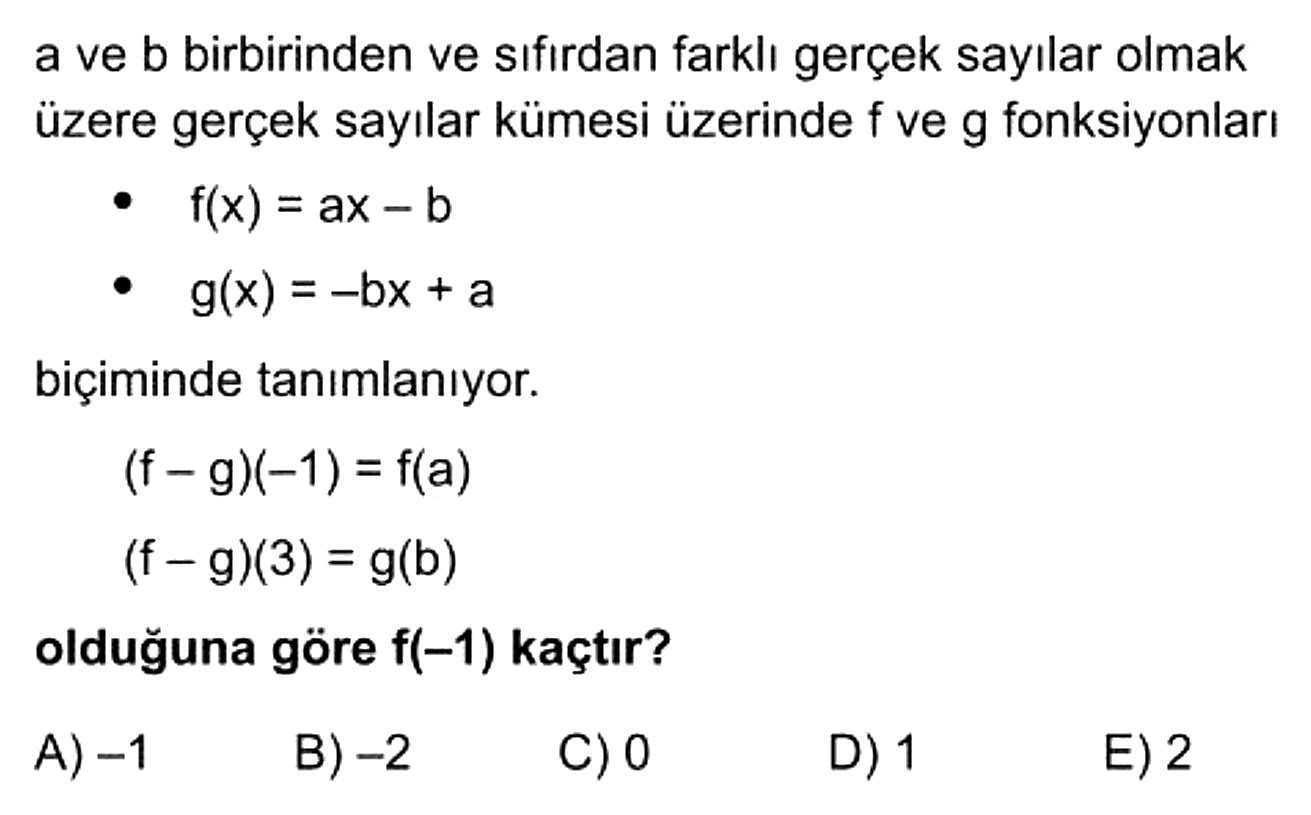 a ve b birbirinden ve sıfırdan farklı gerçek sayılar olmak
üzere gerçek sayılar kümesi üzerinde f ve g fonksiyonları
• f(x) = ax – b
• g(x) = –bx + a
biçiminde tanımlanıyor.
(f – g)(–1) = f(a)
(f – g)(3) = g(b)
olduğuna göre f(–1) kaçtır?
A) –1 B) –2 C) 0 D) 1 E) 2